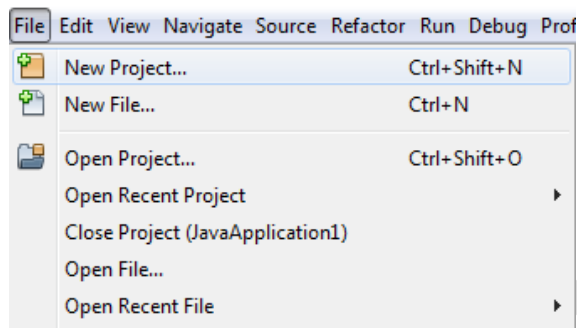 File Edit View Navigate Source Refactor Run Debug Prof
New Project... Ctrl+Shift+N
New File... Ctrl+N
Open Project... Ctrl+Shift+O
Open Recent Project
Close Project (JavaApplication1)
Open File...
Open Recent File